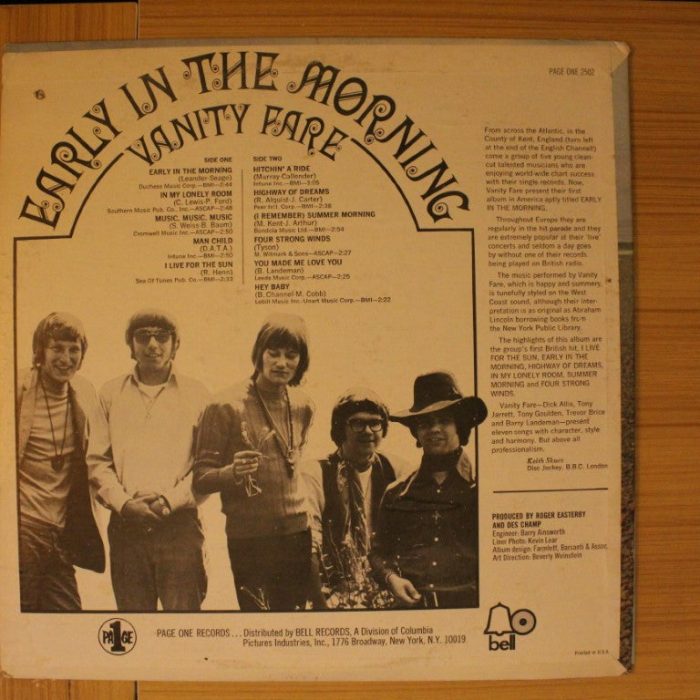 EARLY IN THE MORNING
VANITY FARE
PAGE ONE 2502
SIDE ONE
EARLY IN THE MORNING
(Leander-Seago)
Duchess Music Corp.—BMI—2:48
IN MY LONELY ROOM
(C. Lewis-P. Ford)
Southern Music Pub. Co., Inc.—ASCAP—2:46
MUSIC, MUSIC, MUSIC
(S. Weiss-B. Baum)
Cromwell Music Inc.—ASCAP—2:50
MAN CHILD
(D.A.T.A.)
Intune Inc.—BMI—2:50
I LIVE FOR THE SUN
(R. Henn)
Sea Of Tunes Pub. Co.—BMI—2:33
SIDE TWO
HITCHIN' A RIDE
(Murray-Callander)
Intune Inc.—BMI—3:05
HIGHWAY OF DREAMS
(R. Alquist-J. Carter)
Peer Int'l. Corp.—BMI—2:38
(I REMEMBER) SUMMER MORNING
(M. Kent-J. Arthur)
Bendola Music Ltd.—BMI—2:54
FOUR STRONG WINDS
(Tyson)
M. Witmark & Sons—ASCAP—2:27
YOU MADE ME LOVE YOU
(B. Landeman)
Leeds Music Corp.—ASCAP—2:25
HEY BABY
(B. Channel-M. Cobb)
Lebill Music Inc.-Unart Music Corp.—BMI—2:22
From across the Atlantic, in the
County of Kent, England (turn left
at the end of the English Channel)
come a group of five young clean-
cut talented musicians who are
enjoying world-wide chart success
with their single records. Now,
Vanity Fare present their first
album in America aptly titled EARLY
IN THE MORNING.
Throughout Europe they are
regularly in the hit parade and they
are extremely popular at their 'live'
concerts and seldom a day goes
by without one of their records
being played on British radio.
The music performed by Vanity
Fare, which is happy and summery,
is tunefully styled on the West
Coast sound, although their inter-
pretation is as original as Abraham
Lincoln borrowing books from
the New York Public Library.
The highlights of this album are
the group's first British hit, I LIVE
FOR THE SUN, EARLY IN THE
MORNING, HIGHWAY OF DREAMS,
IN MY LONELY ROOM, SUMMER
MORNING and FOUR STRONG
WINDS.
Vanity Fare—Dick Allix, Tony
Jarrett, Tony Goulden, Trevor Brice
and Barry Landeman—present
eleven songs with character, style
and harmony. But above all
professionalism.
Keith Skues
Disc Jockey, B.B.C. London
PRODUCED BY ROGER EASTERBY
AND DES CHAMP
Engineer: Barry Ainsworth
Liner Photo: Kevin Lear
Album design: Farmlett, Barsanti & Assoc.
Art Direction: Beverly Weinstein
PAGE 1
PAGE ONE RECORDS... Distributed by BELL RECORDS, A Division of Columbia
Pictures Industries, Inc., 1776 Broadway, New York, N.Y. 10019
bell
Printed in U.S.A.